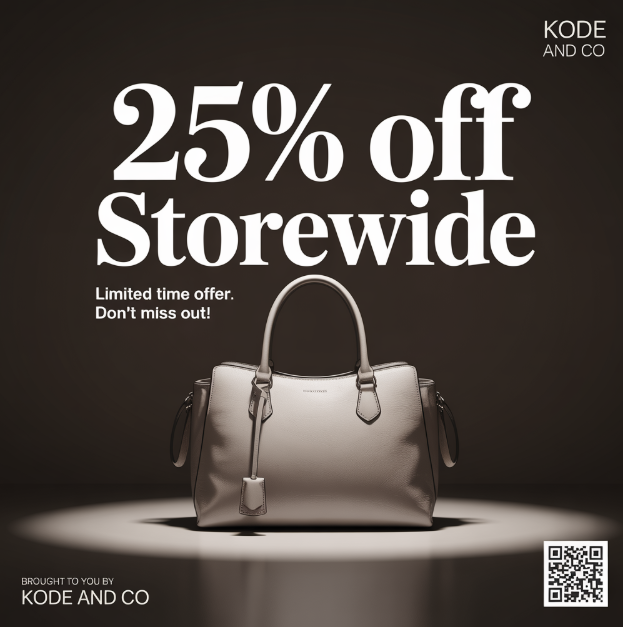 KODE
AND CO
25% off
Storewide
Limited time offer.
Don't miss out!
BROUGHT TO YOU BY
KODE AND CO